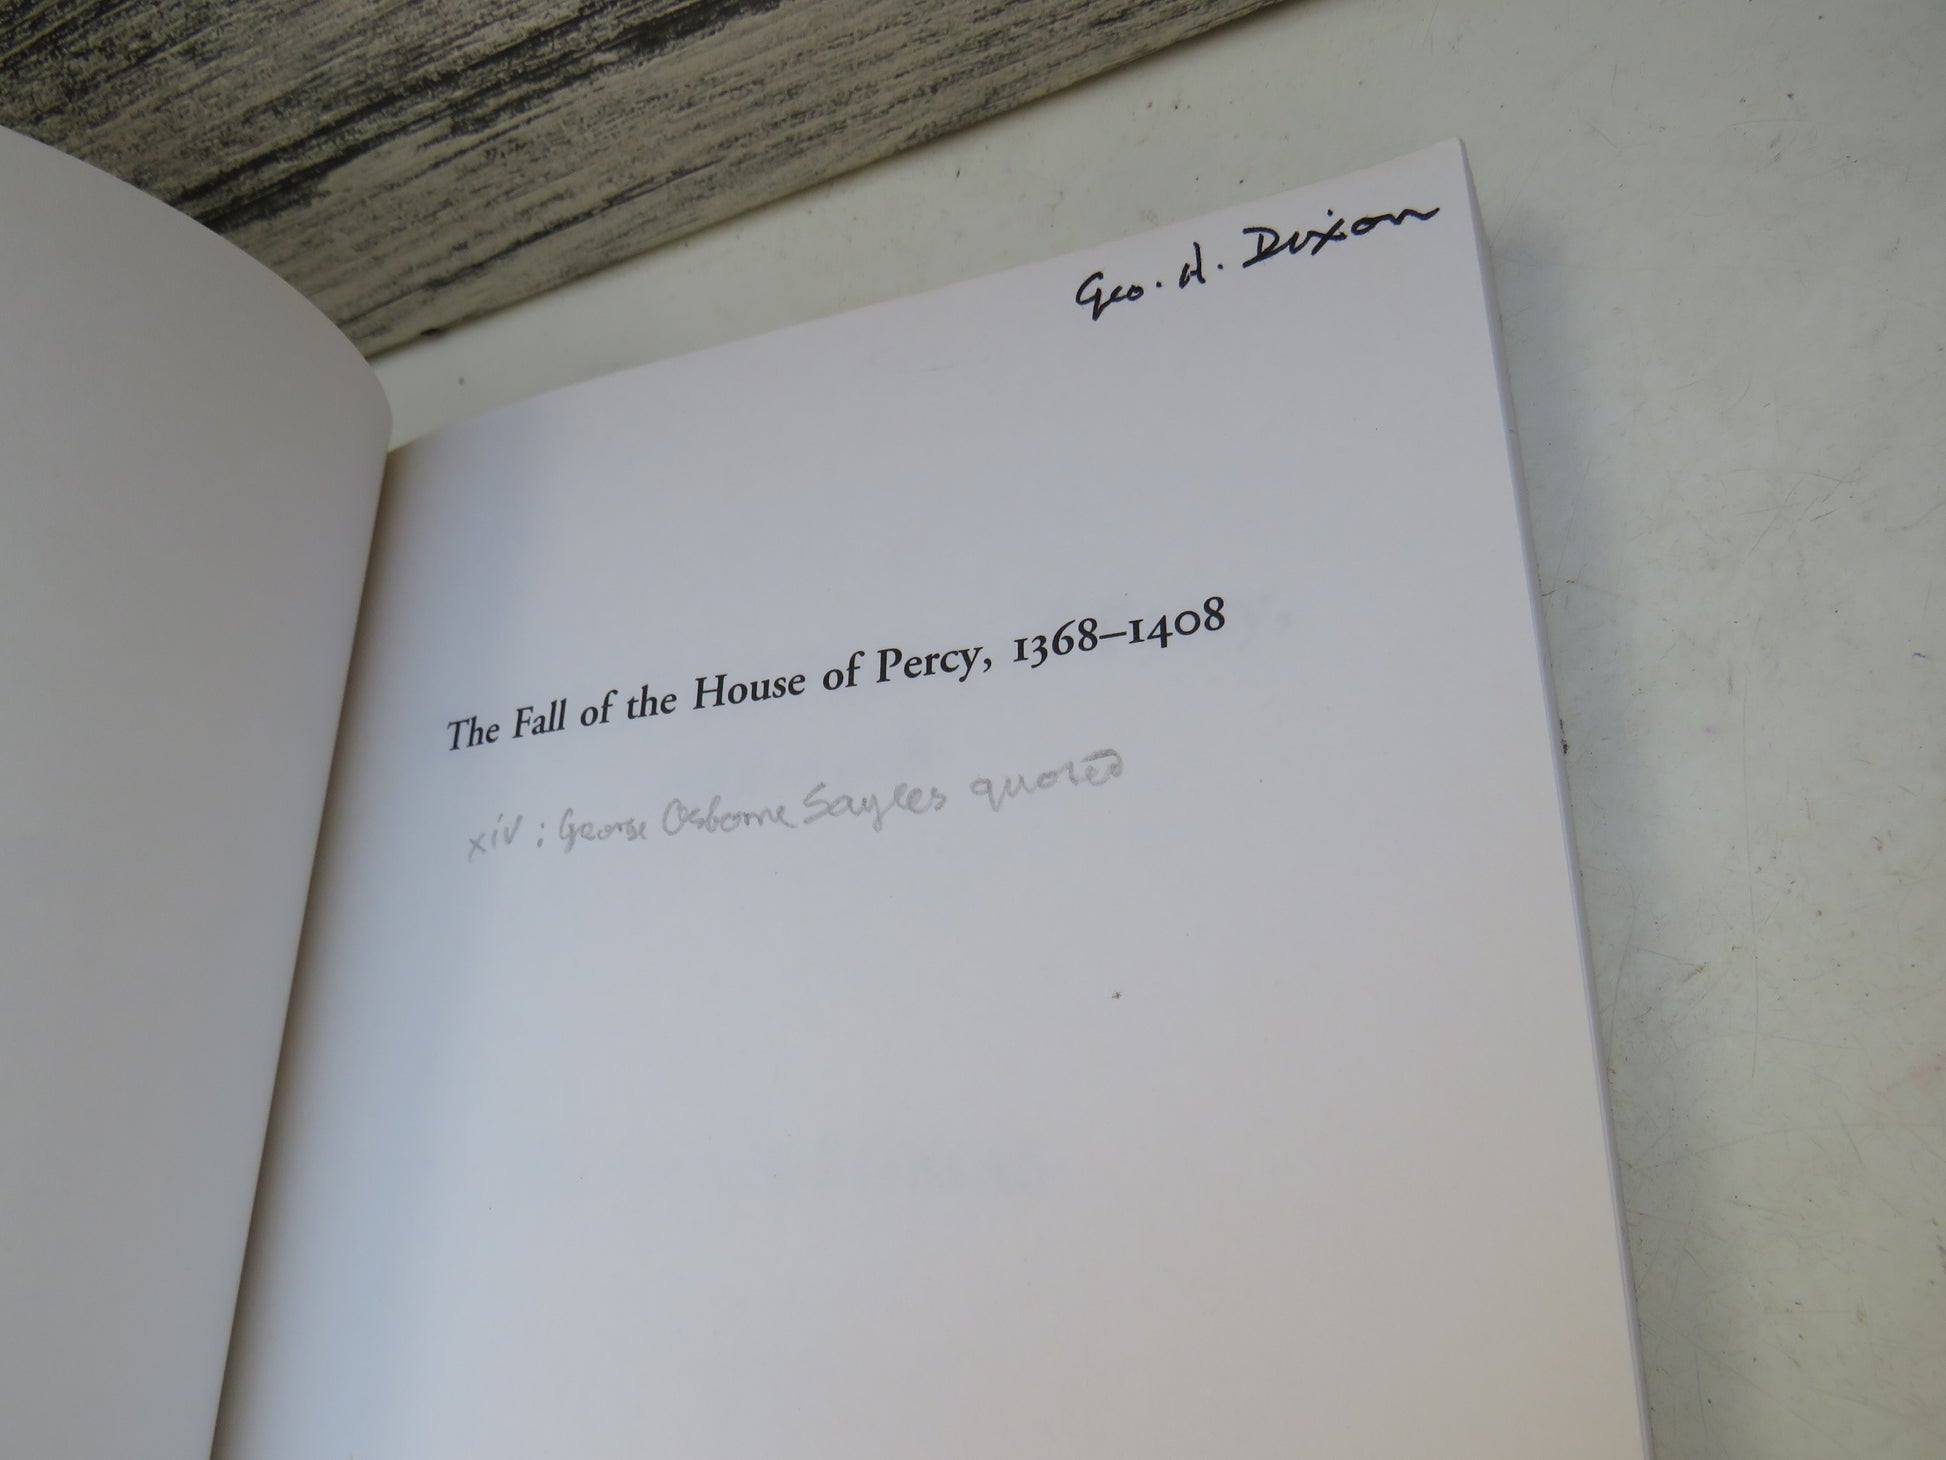 Geo. H. Dixon
The Fall of the House of Percy, 1368–1408
xiv : George Osborne Sayles quoted